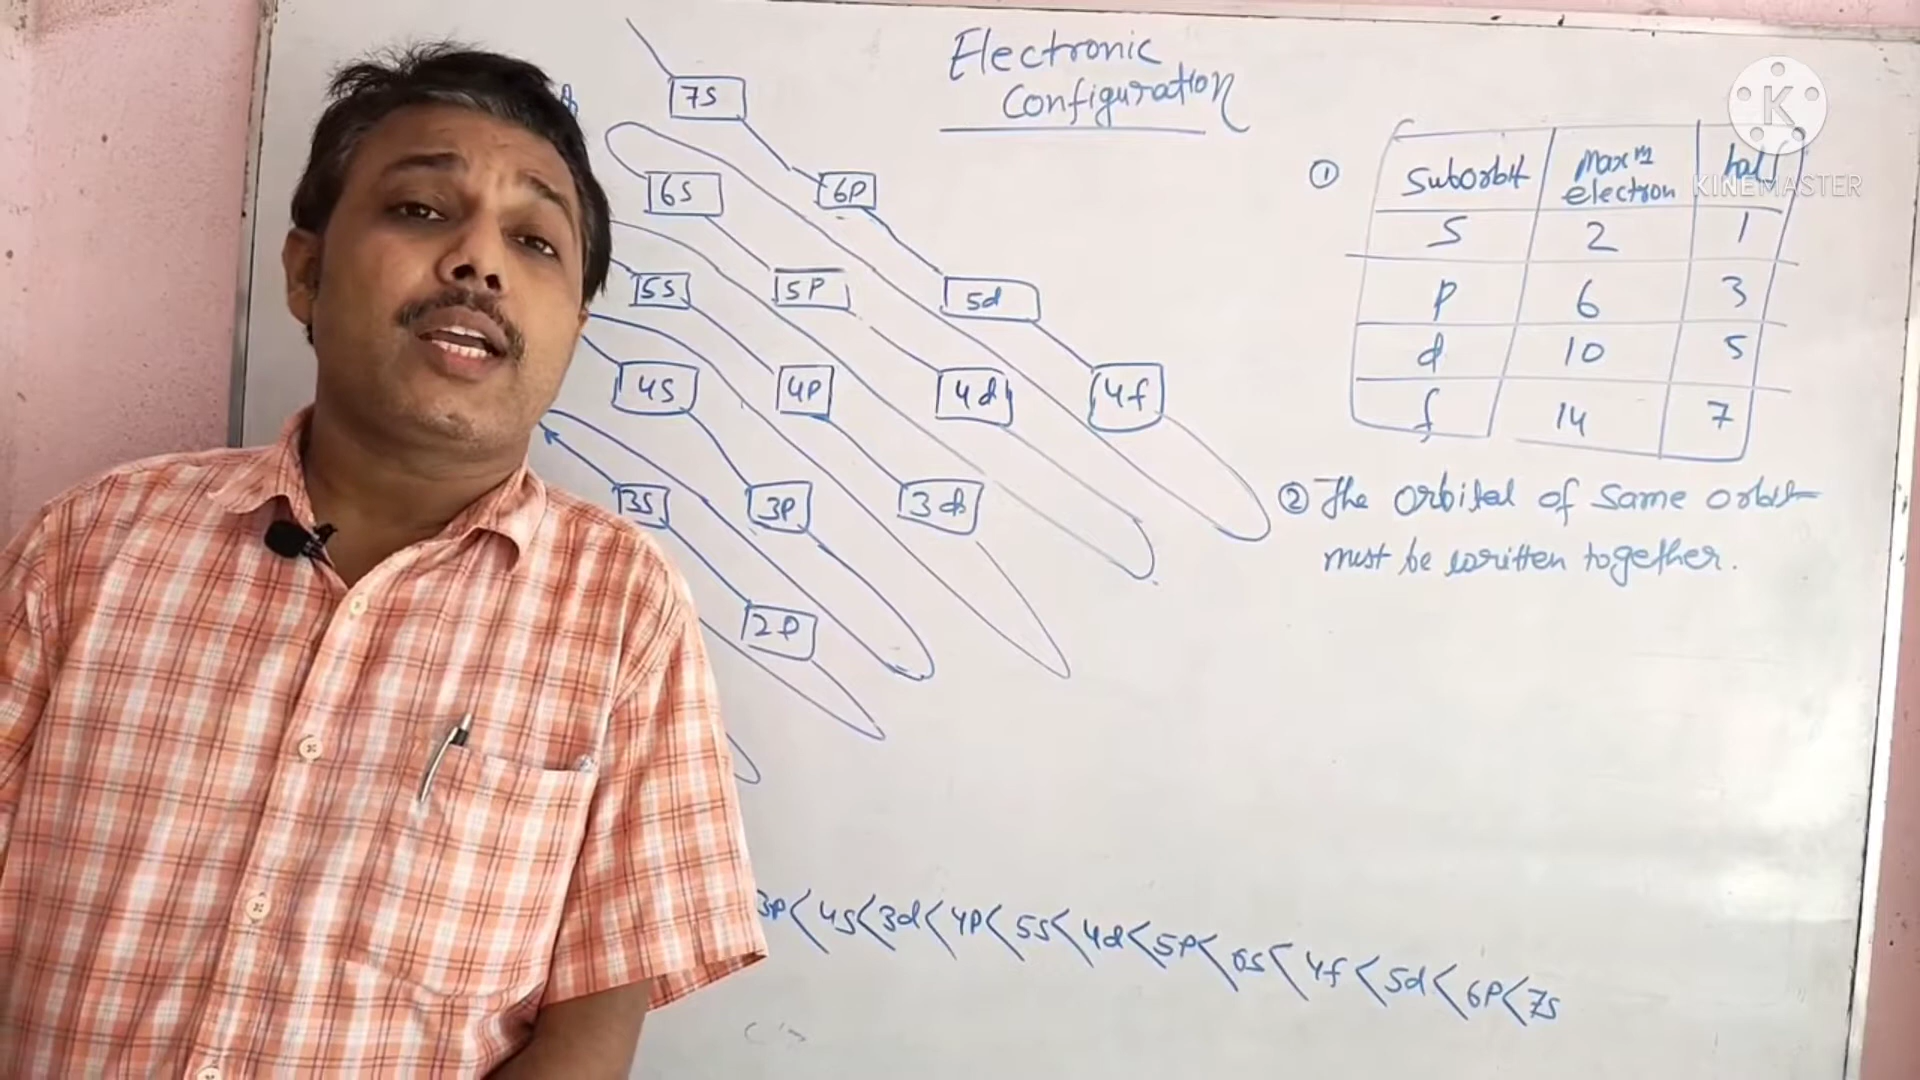 Electronic
Configuration
7S
6S
6P
5S
5P
5d
4S
4P
4d
4f
3S
3P
3d
2P
①
Suborbit Maxᵐ electron half
S 2 1
P 6 3
d 10 5
f 14 7
② The orbital of same orbit
must be written together.
3P< 4S< 3d< 4P< 5S< 4d< 5P< 6S< 4f< 5d< 6P< 7S
K
KINEMASTER